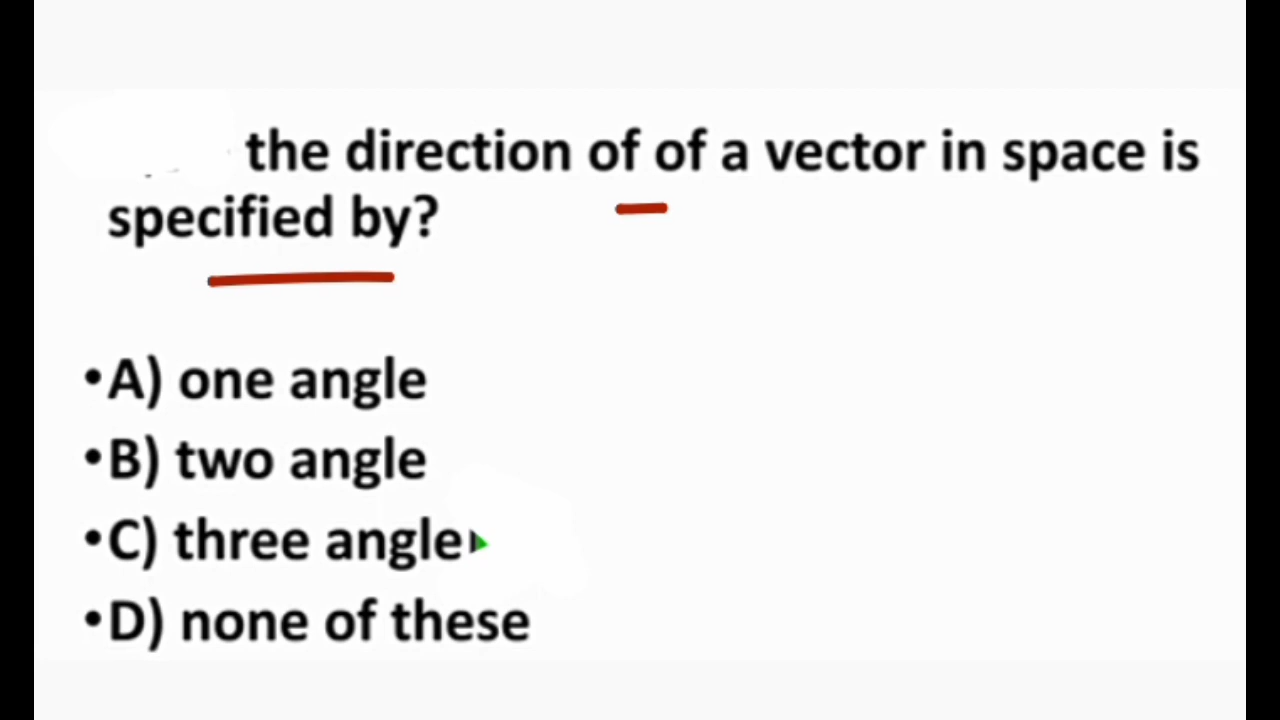 the direction of of a vector in space is
specified by?
•A) one angle
•B) two angle
•C) three angle
•D) none of these